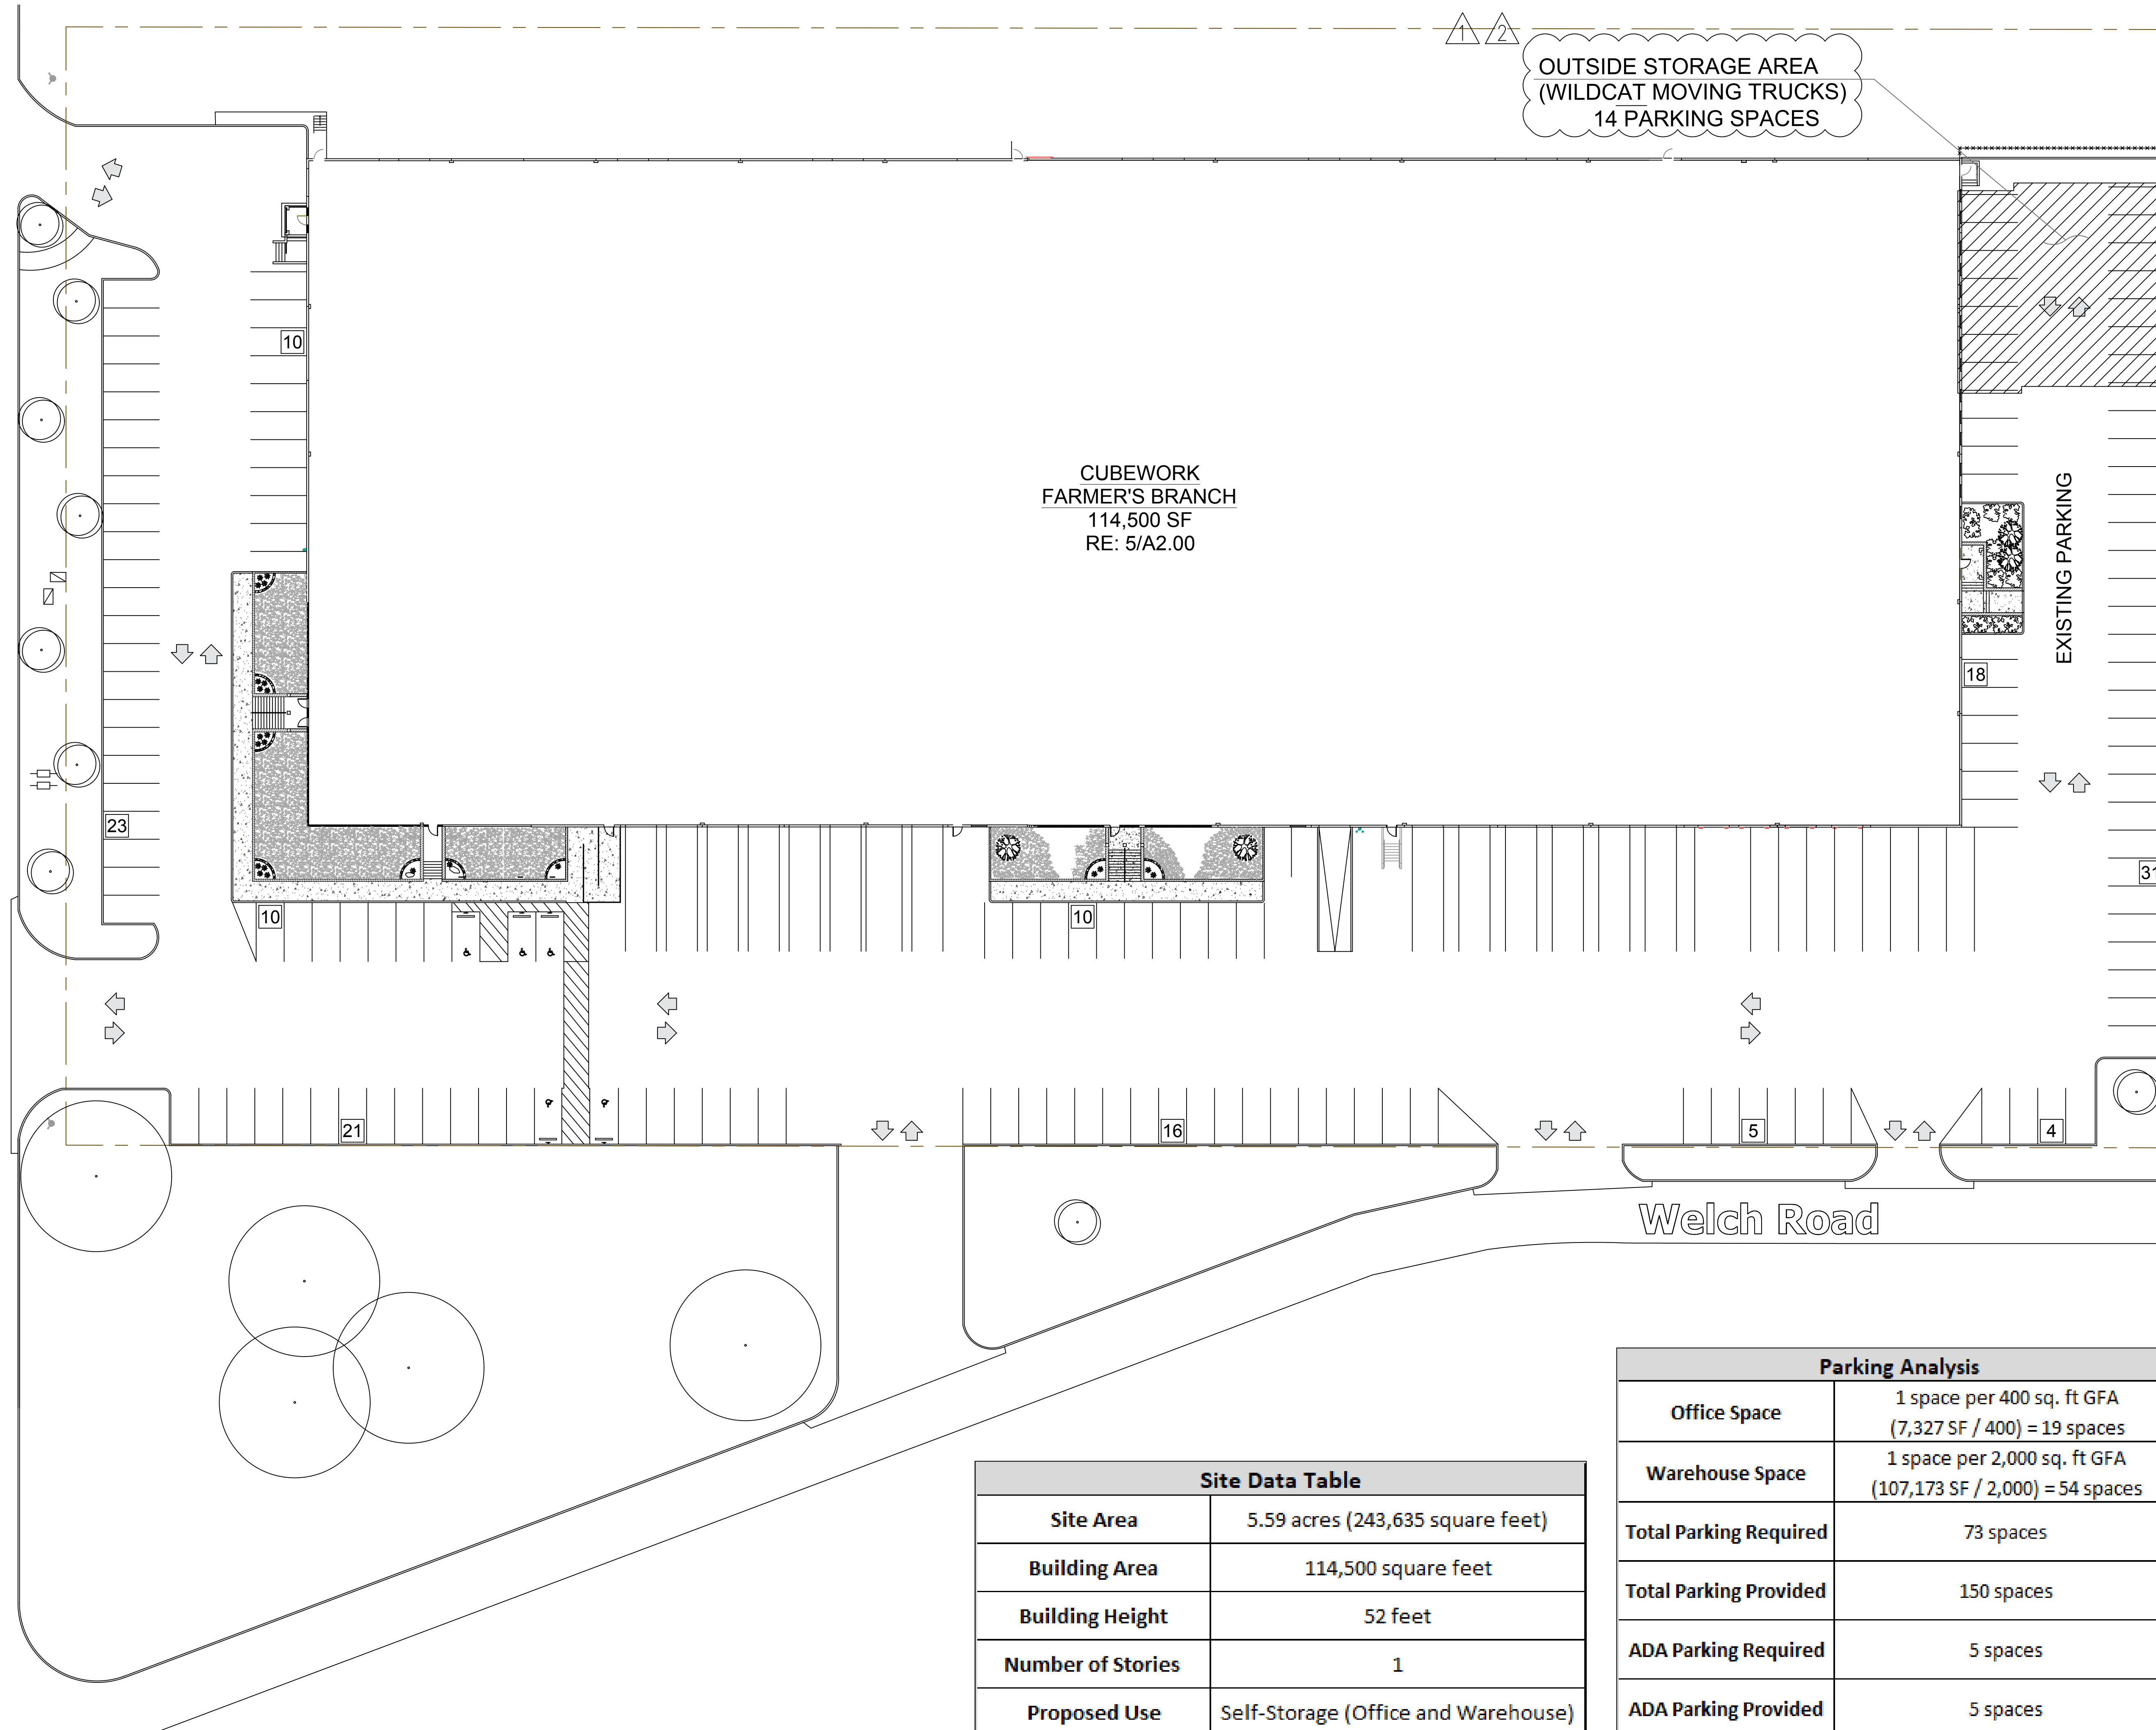 1 2
OUTSIDE STORAGE AREA
(WILDCAT MOVING TRUCKS)
14 PARKING SPACES
10
CUBEWORK
FARMER'S BRANCH
114,500 SF
RE: 5/A2.00
EXISTING PARKING
18
23
31
10
10
21
16
5
4
Welch Road
Parking Analysis
Office Space
1 space per 400 sq. ft GFA
(7,327 SF / 400) = 19 spaces
Warehouse Space
1 space per 2,000 sq. ft GFA
(107,173 SF / 2,000) = 54 spaces
Total Parking Required
73 spaces
Total Parking Provided
150 spaces
ADA Parking Required
5 spaces
ADA Parking Provided
5 spaces
Site Data Table
Site Area
5.59 acres (243,635 square feet)
Building Area
114,500 square feet
Building Height
52 feet
Number of Stories
1
Proposed Use
Self-Storage (Office and Warehouse)